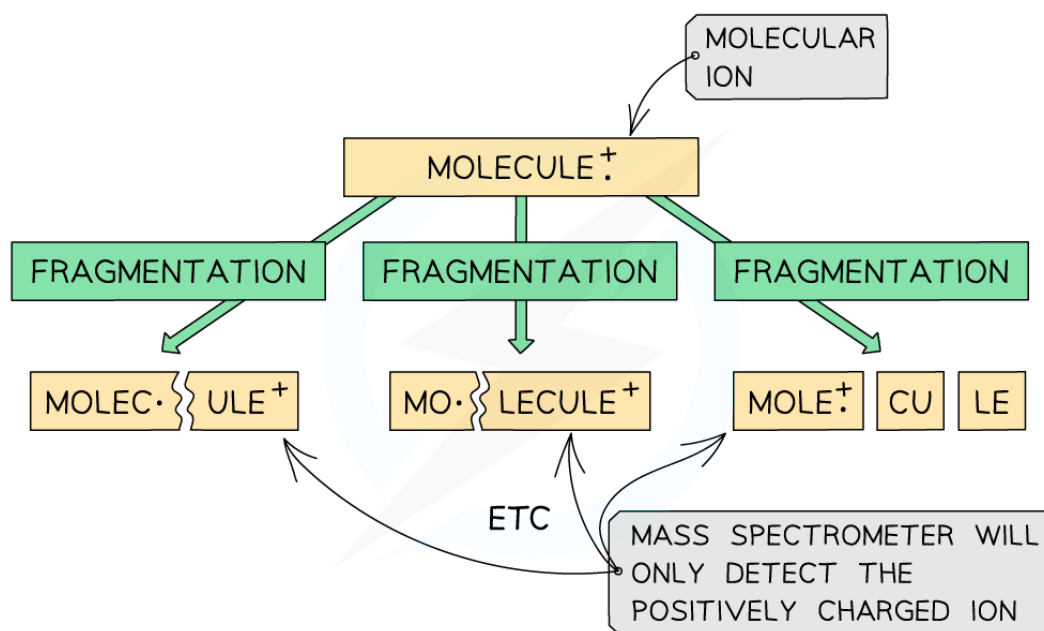 MOLECULAR
ION
MOLECULE⁺.
FRAGMENTATION FRAGMENTATION FRAGMENTATION
MOLEC· ULE⁺ MO· LECULE⁺ MOLE⁺. CU LE
ETC
MASS SPECTROMETER WILL
ONLY DETECT THE
POSITIVELY CHARGED ION